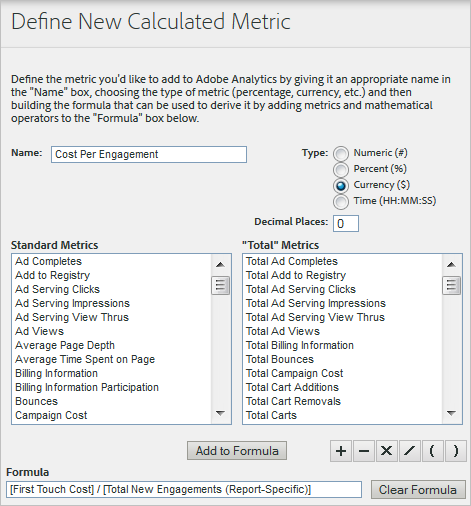 Define New Calculated Metric
Define the metric you'd like to add to Adobe Analytics by giving it an appropriate name in
the "Name" box, choosing the type of metric (percentage, currency, etc.) and then
building the formula that can be used to derive it by adding metrics and mathematical
operators to the "Formula" box below.
Name: Cost Per Engagement
Type: Numeric (#)
Percent (%)
Currency ($)
Time (HH:MM:SS)
Decimal Places: 0
Standard Metrics
Ad Completes
Add to Registry
Ad Serving Clicks
Ad Serving Impressions
Ad Serving View Thrus
Ad Views
Average Page Depth
Average Time Spent on Page
Billing Information
Billing Information Participation
Bounces
Campaign Cost
"Total" Metrics
Total Ad Completes
Total Add to Registry
Total Ad Serving Clicks
Total Ad Serving Impressions
Total Ad Serving View Thrus
Total Ad Views
Total Billing Information
Total Bounces
Total Campaign Cost
Total Cart Additions
Total Cart Removals
Total Carts
Add to Formula
+ − × / ( )
Formula
[First Touch Cost] / [Total New Engagements (Report-Specific)]
Clear Formula